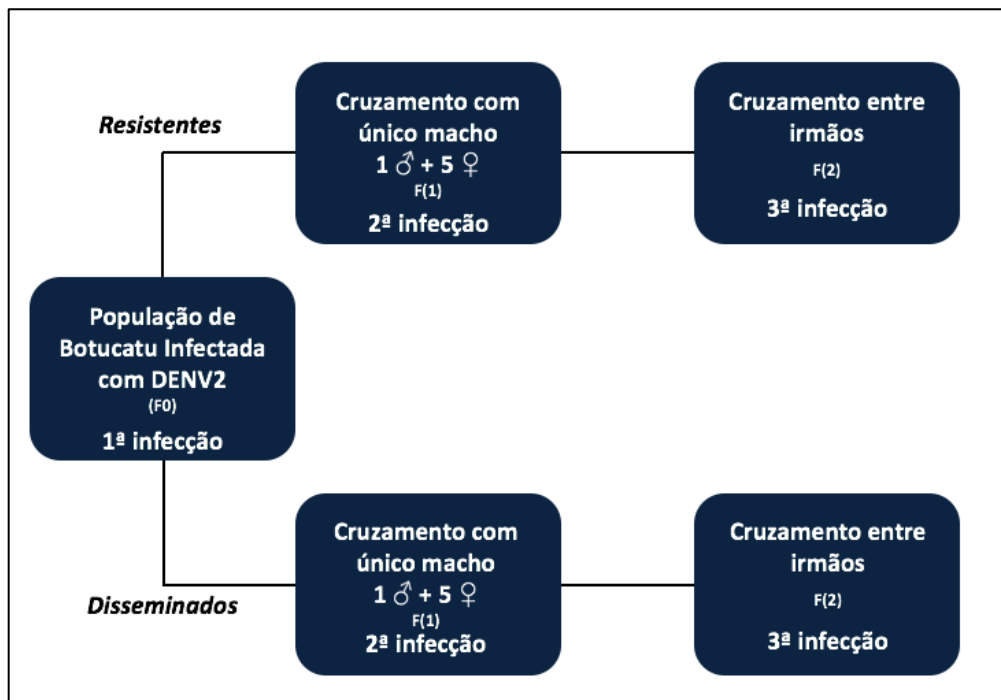 Resistentes
Cruzamento com
único macho
1 ♂ + 5 ♀
F(1)
2ª infecção
Cruzamento entre
irmãos
F(2)
3ª infecção
População de
Botucatu Infectada
com DENV2
(F0)
1ª infecção
Disseminados
Cruzamento com
único macho
1 ♂ + 5 ♀
F(1)
2ª infecção
Cruzamento entre
irmãos
F(2)
3ª infecção